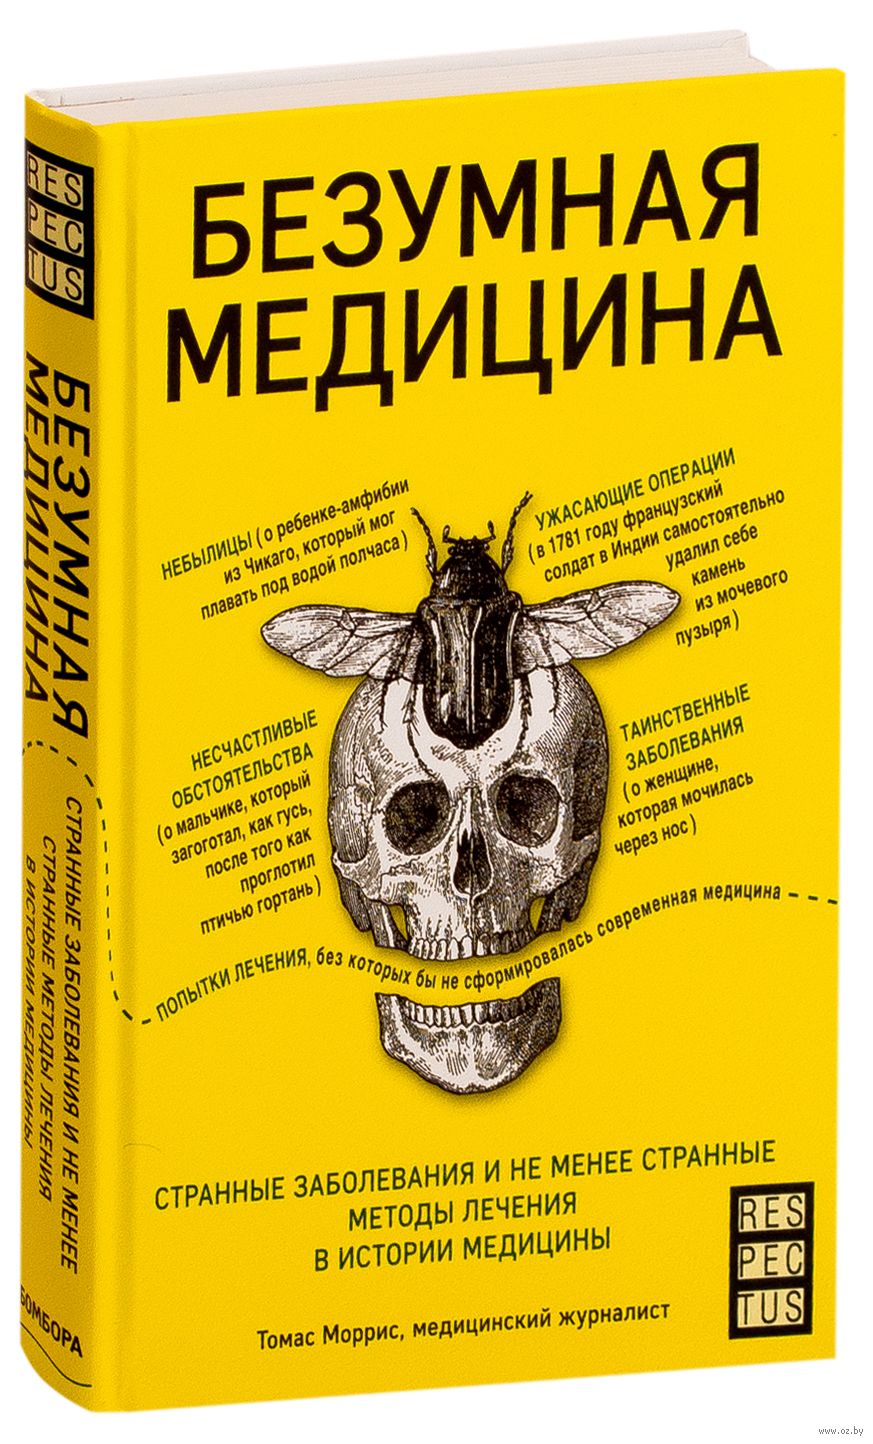 RES
PEC
TUS
БЕЗУМНАЯ
МЕДИЦИНА
СТРАННЫЕ ЗАБОЛЕВАНИЯ И НЕ МЕНЕЕ
СТРАННЫЕ МЕТОДЫ ЛЕЧЕНИЯ
В ИСТОРИИ МЕДИЦИНЫ
БОМБОРА
БЕЗУМНАЯ
МЕДИЦИНА
НЕБЫЛИЦЫ (о ребенке-амфибии
из Чикаго, который мог
плавать под водой полчаса)
УЖАСАЮЩИЕ ОПЕРАЦИИ
(в 1781 году французский
солдат в Индии самостоятельно
удалил себе
камень
из мочевого
пузыря)
НЕСЧАСТЛИВЫЕ
ОБСТОЯТЕЛЬСТВА
(о мальчике, который
загоготал, как гусь,
после того как
проглотил
птичью гортань)
ТАИНСТВЕННЫЕ
ЗАБОЛЕВАНИЯ
(о женщине,
которая мочилась
через нос)
ПОПЫТКИ ЛЕЧЕНИЯ, без которых бы не сформировалась современная медицина
СТРАННЫЕ ЗАБОЛЕВАНИЯ И НЕ МЕНЕЕ СТРАННЫЕ
МЕТОДЫ ЛЕЧЕНИЯ
В ИСТОРИИ МЕДИЦИНЫ
Томас Моррис, медицинский журналист
RES
PEC
TUS
www.oz.by